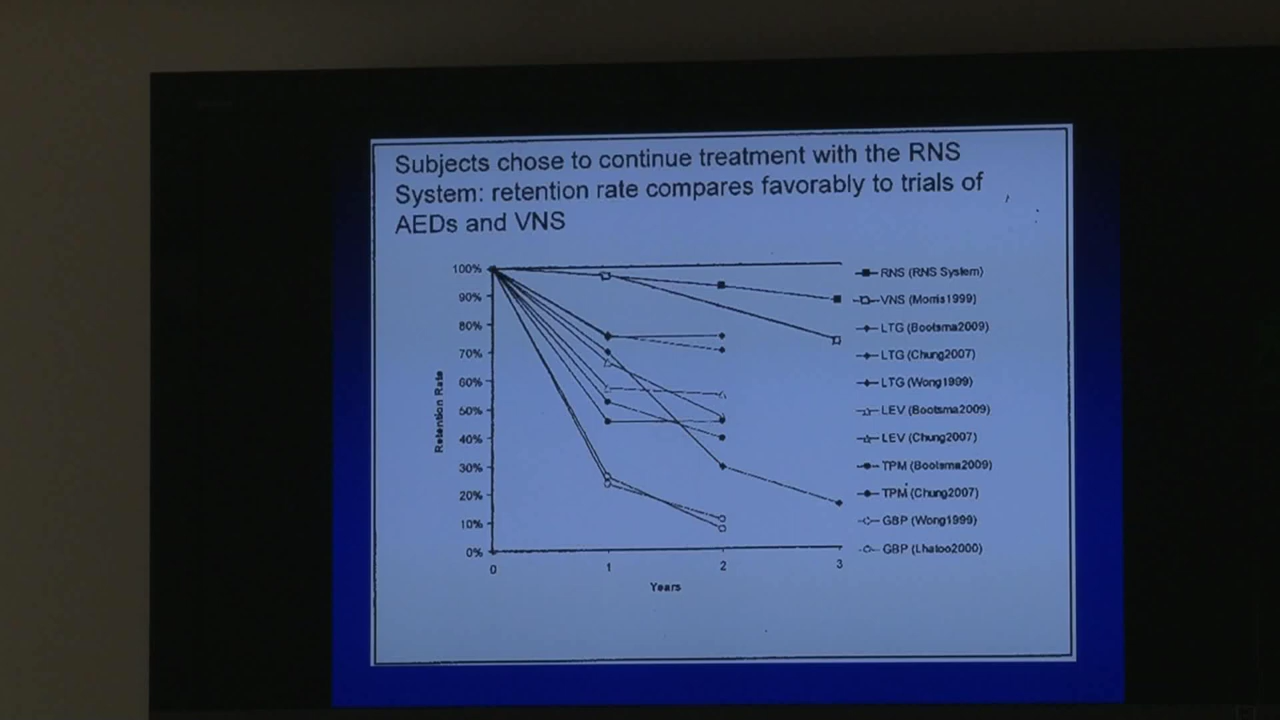 Subjects chose to continue treatment with the RNS
System: retention rate compares favorably to trials of
AEDs and VNS
100%
90%
80%
70%
60%
50%
40%
30%
20%
10%
0%
Retention Rate
0
1
2
3
Years
RNS (RNS System)
VNS (Morris1999)
LTG (Bootsma2009)
LTG (Chung2007)
LTG (Wong1999)
LEV (Bootsma2009)
LEV (Chung2007)
TPM (Bootsma2009)
TPM (Chung2007)
GBP (Wong1999)
GBP (Lhatoo2000)